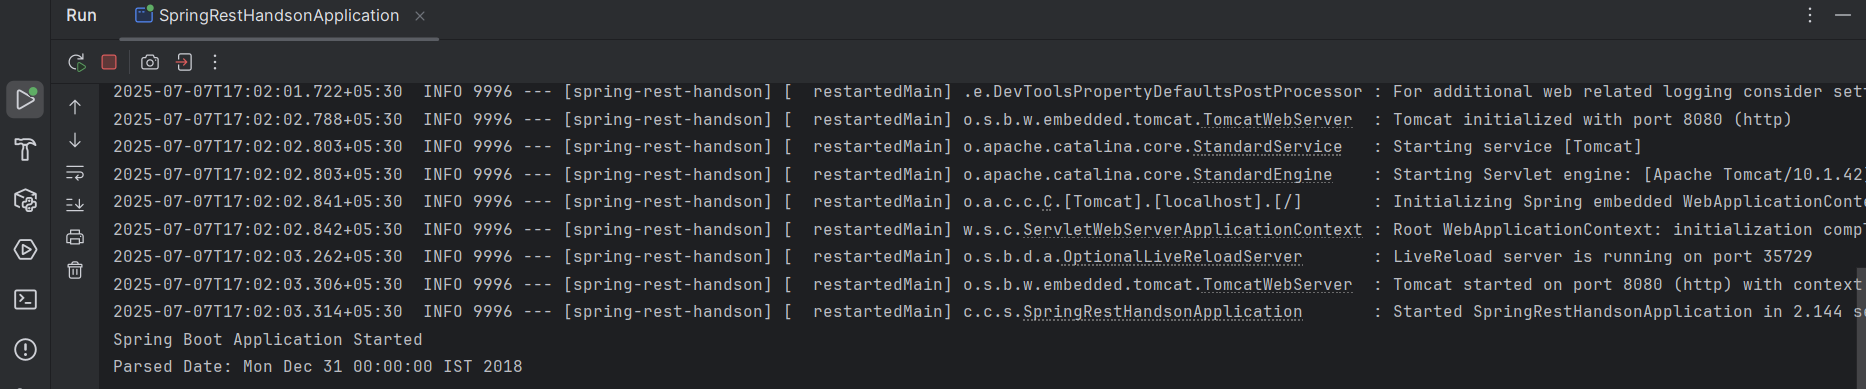 Run SpringRestHandsonApplication
2025-07-07T17:02:01.722+05:30  INFO 9996 --- [spring-rest-handson] [  restartedMain] .e.DevToolsPropertyDefaultsPostProcessor : For additional web related logging consider set
2025-07-07T17:02:02.788+05:30  INFO 9996 --- [spring-rest-handson] [  restartedMain] o.s.b.w.embedded.tomcat.TomcatWebServer  : Tomcat initialized with port 8080 (http)
2025-07-07T17:02:02.803+05:30  INFO 9996 --- [spring-rest-handson] [  restartedMain] o.apache.catalina.core.StandardService   : Starting service [Tomcat]
2025-07-07T17:02:02.803+05:30  INFO 9996 --- [spring-rest-handson] [  restartedMain] o.apache.catalina.core.StandardEngine    : Starting Servlet engine: [Apache Tomcat/10.1.42]
2025-07-07T17:02:02.841+05:30  INFO 9996 --- [spring-rest-handson] [  restartedMain] o.a.c.c.C.[Tomcat].[localhost].[/]       : Initializing Spring embedded WebApplicationCont
2025-07-07T17:02:02.842+05:30  INFO 9996 --- [spring-rest-handson] [  restartedMain] w.s.c.ServletWebServerApplicationContext : Root WebApplicationContext: initialization compl
2025-07-07T17:02:03.262+05:30  INFO 9996 --- [spring-rest-handson] [  restartedMain] o.s.b.d.a.OptionalLiveReloadServer       : LiveReload server is running on port 35729
2025-07-07T17:02:03.306+05:30  INFO 9996 --- [spring-rest-handson] [  restartedMain] o.s.b.w.embedded.tomcat.TomcatWebServer  : Tomcat started on port 8080 (http) with context
2025-07-07T17:02:03.314+05:30  INFO 9996 --- [spring-rest-handson] [  restartedMain] c.c.s.SpringRestHandsonApplication       : Started SpringRestHandsonApplication in 2.144 se
Spring Boot Application Started
Parsed Date: Mon Dec 31 00:00:00 IST 2018